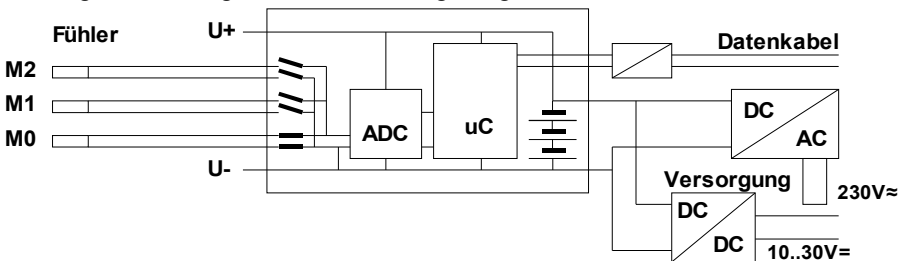 Fühler
U+
Datenkabel
M2
M1
M0
ADC
uC
DC
AC
U-
Versorgung
230V≈
DC
DC
10..30V=